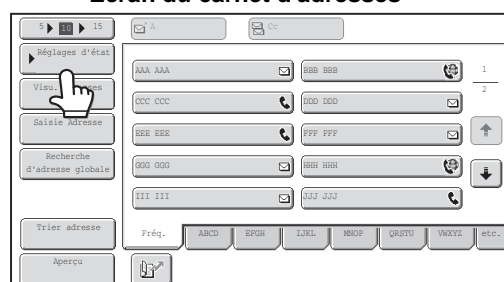 Écran du carnet d'adresses
5 10 15
A
Cc
Réglages d'état
Saisie Adresse
Recherche
d'adresse globale
Trier adresse
Aperçu
AAA AAA
BBB BBB
CCC CCC
DDD DDD
EEE EEE
FFF FFF
GGG GGG
HHH HHH
III III
JJJ JJJ
1
2
Fréq. ABCD EFGH IJKL MNOP QRSTU VWXYZ etc.